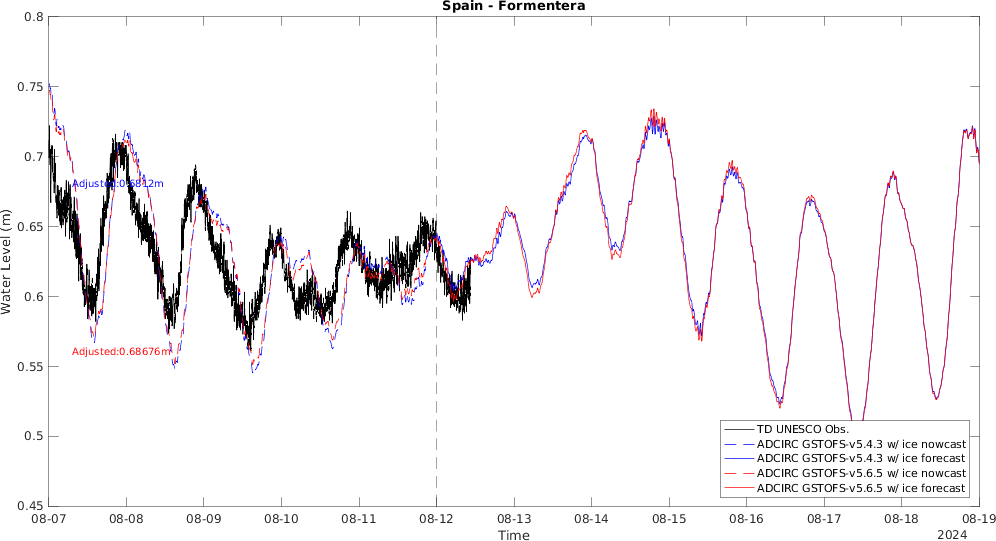 Spain - Formentera
0.8
0.75
0.7
0.65
0.6
0.55
0.5
0.45
Water Level (m)
Adjusted:0.6812m
Adjusted:0.68676m
TD UNESCO Obs.
ADCIRC GSTOFS-v5.4.3 w/ ice nowcast
ADCIRC GSTOFS-v5.4.3 w/ ice forecast
ADCIRC GSTOFS-v5.6.5 w/ ice nowcast
ADCIRC GSTOFS-v5.6.5 w/ ice forecast
08-07 08-08 08-09 08-10 08-11 08-12 08-13 08-14 08-15 08-16 08-17 08-18 08-19
Time
2024